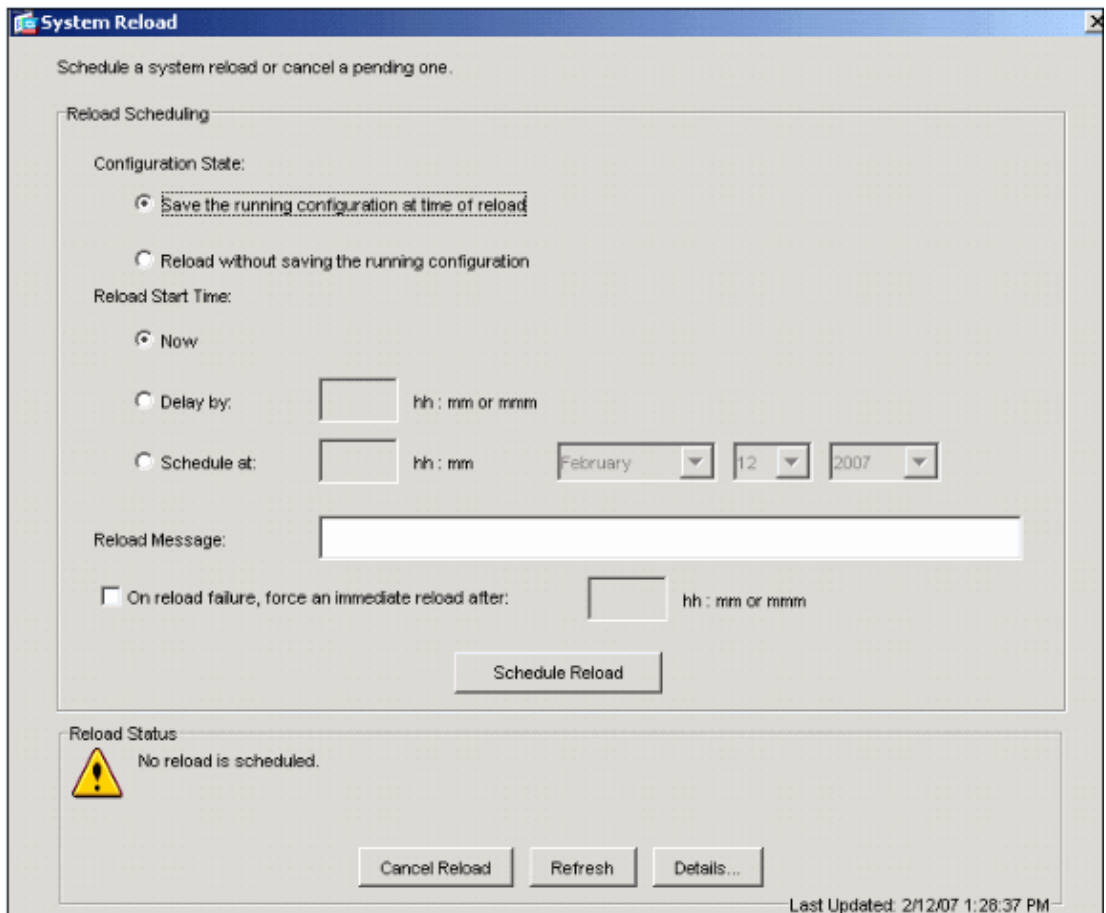 System Reload
Schedule a system reload or cancel a pending one.
Reload Scheduling
Configuration State:
Save the running configuration at time of reload
Reload without saving the running configuration
Reload Start Time:
Now
Delay by: hh : mm or mmm
Schedule at: hh : mm February 12 2007
Reload Message:
On reload failure, force an immediate reload after: hh : mm or mmm
Schedule Reload
Reload Status
No reload is scheduled.
Cancel Reload Refresh Details...
Last Updated: 2/12/07 1:28:37 PM